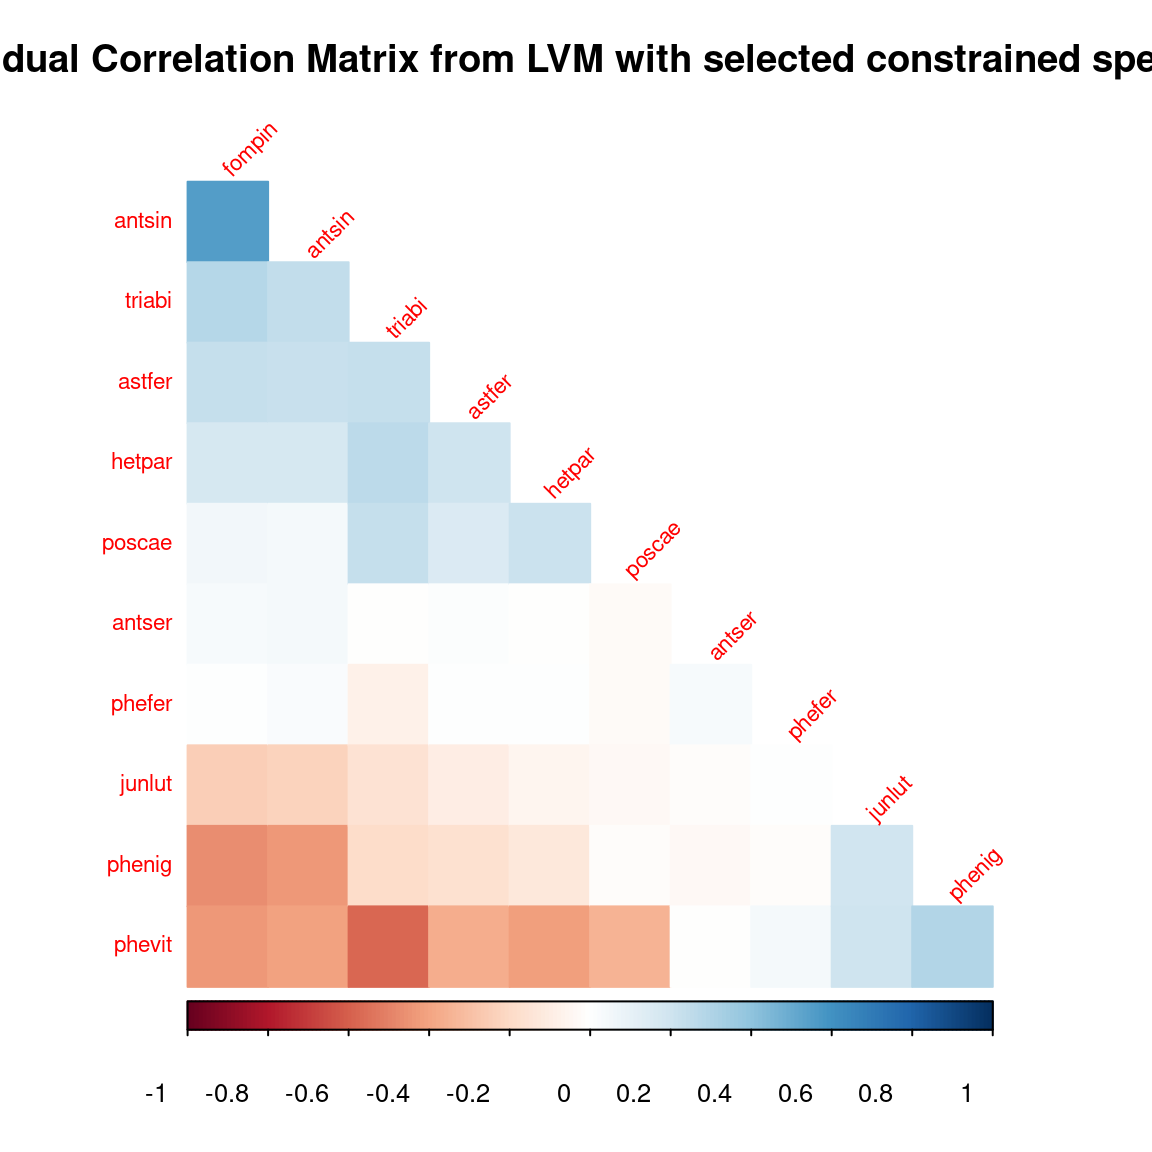 dual Correlation Matrix from LVM with selected constrained spe
fompin
antsin
antsin
triabi
triabi
astfer
astfer
hetpar
hetpar
poscae
poscae
antser
antser
phefer
phefer
junlut
junlut
phenig
phenig
phevit
-1 -0.8 -0.6 -0.4 -0.2 0 0.2 0.4 0.6 0.8 1